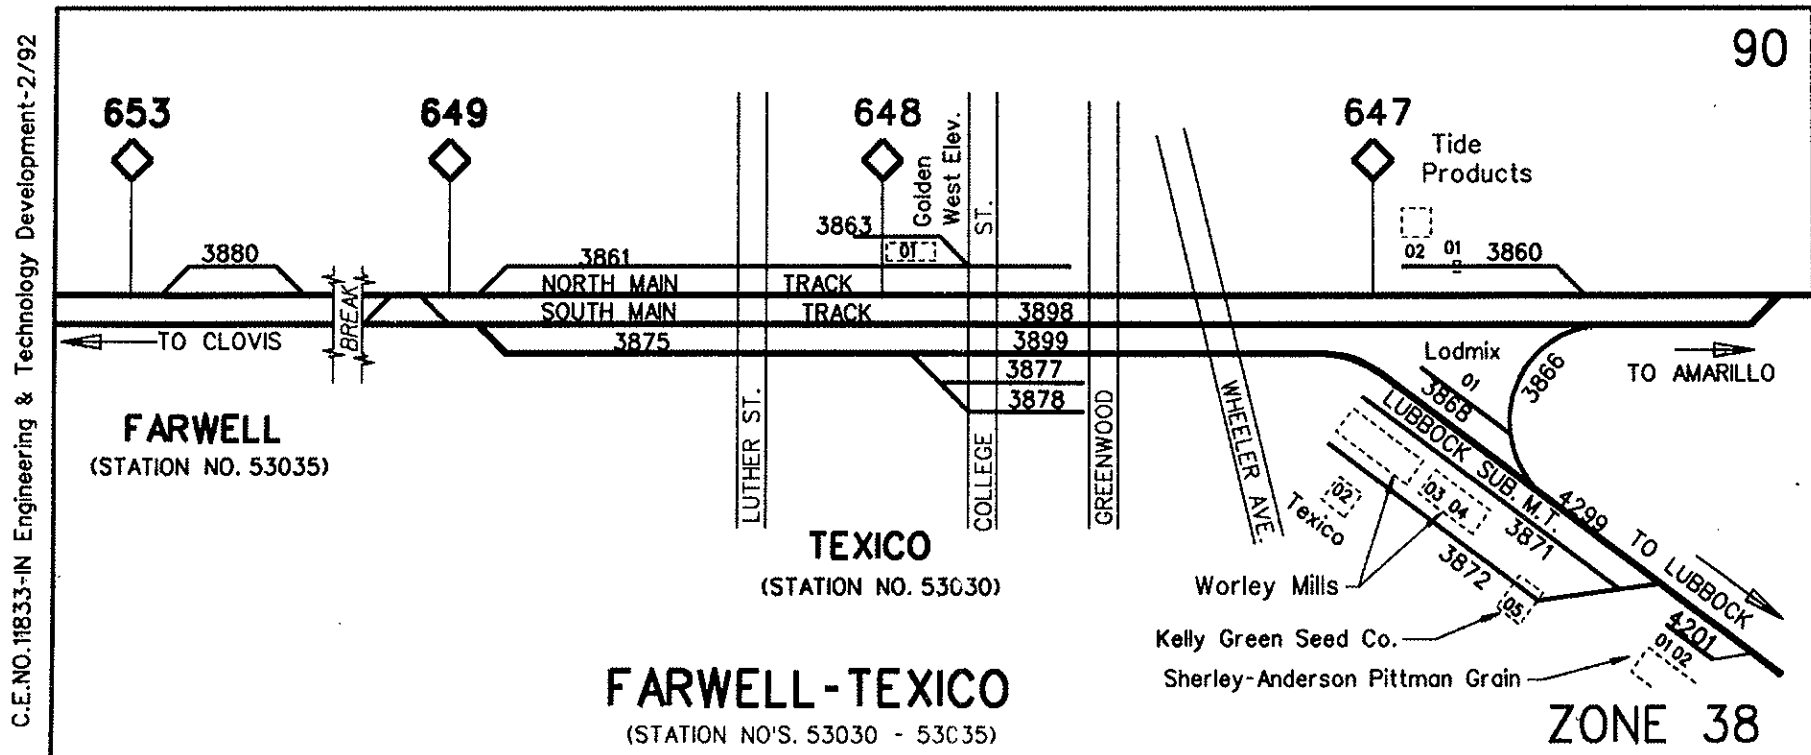 90
C.E.NO.11833-IN Engineering & Technology Development-2/92
653
649
648
647
Tide
Products
Golden
West Elev.
ST.
3863
01
02
01
3860
3880
3861
NORTH MAIN TRACK
SOUTH MAIN TRACK
3898
BREAK
TO CLOVIS
3875
3899
3877
3878
Lodmix
01
3868
3866
TO AMARILLO
FARWELL
(STATION NO. 53035)
LUTHER ST.
COLLEGE
GREENWOOD
WHEELER AVE.
LUBBOCK SUB. M.T.
4299
TO LUBBOCK
02
Texico
03
04
3871
3872
TEXICO
(STATION NO. 53030)
Worley Mills
05
Kelly Green Seed Co.
4201
01 02
Sherley-Anderson Pittman Grain
FARWELL-TEXICO
(STATION NO'S. 53030 - 53035)
ZONE 38